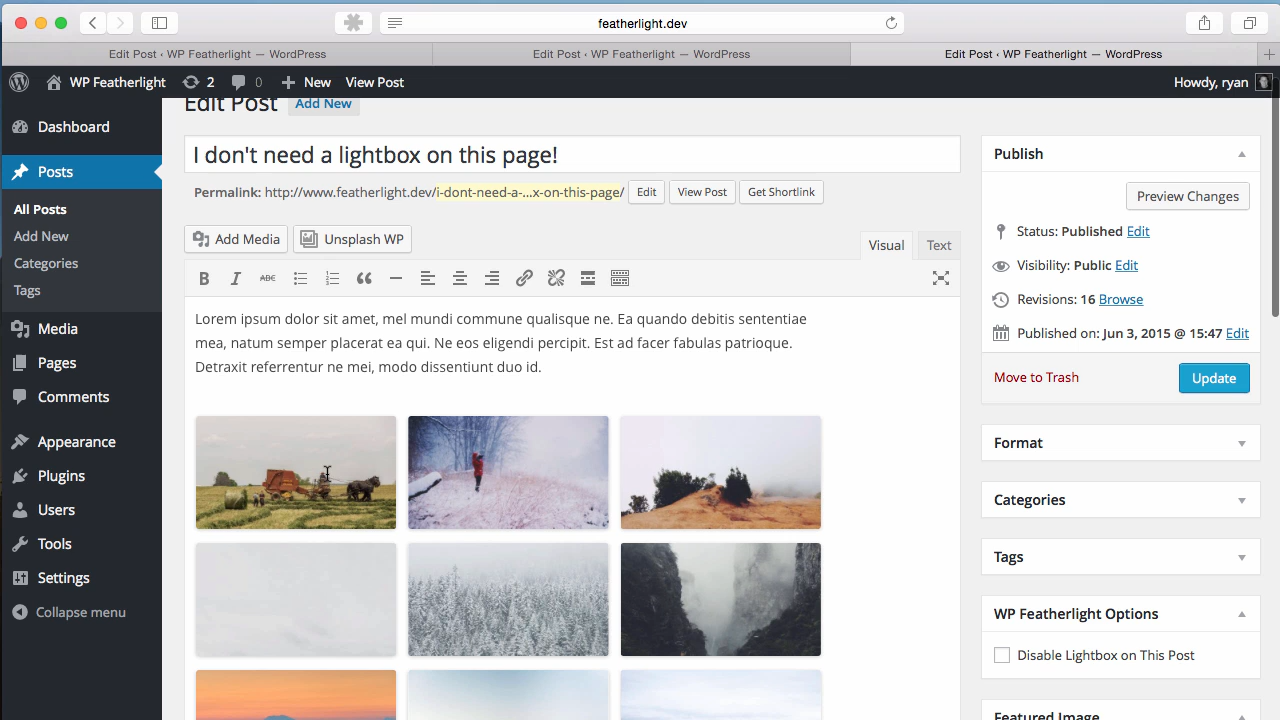 featherlight.dev
Edit Post ‹ WP Featherlight — WordPress
Edit Post ‹ WP Featherlight — WordPress
Edit Post ‹ WP Featherlight — WordPress
WP Featherlight 2 0 New View Post Howdy, ryan
Edit Post Add New
Dashboard
Posts
All Posts
Add New
Categories
Tags
Media
Pages
Comments
Appearance
Plugins
Users
Tools
Settings
Collapse menu
I don't need a lightbox on this page!
Permalink: http://www.featherlight.dev/i-dont-need-a-...x-on-this-page/ Edit View Post Get Shortlink
Add Media Unsplash WP
Visual Text
B I ABC
Lorem ipsum dolor sit amet, mel mundi commune qualisque ne. Ea quando debitis sententiae
mea, natum semper placerat ea qui. Ne eos eligendi percipit. Est ad facer fabulas patrioque.
Detraxit referrentur ne mei, modo dissentiunt duo id.
Publish
Preview Changes
Status: Published Edit
Visibility: Public Edit
Revisions: 16 Browse
Published on: Jun 3, 2015 @ 15:47 Edit
Move to Trash Update
Format
Categories
Tags
WP Featherlight Options
Disable Lightbox on This Post
Featured Image